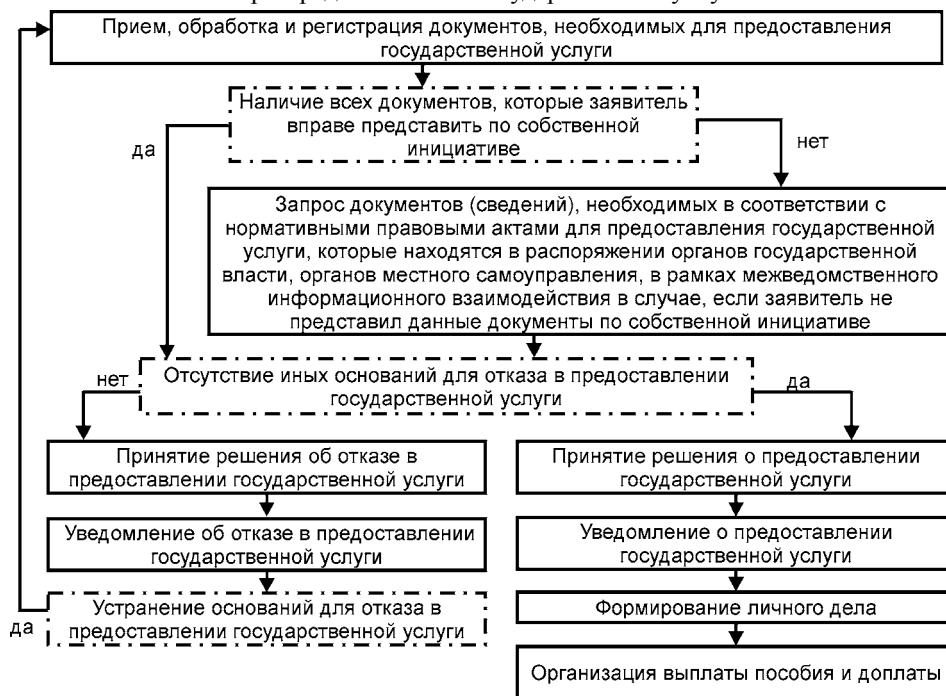 Прием, обработка и регистрация документов, необходимых для предоставления
государственной услуги
Наличие всех документов, которые заявитель
вправе представить по собственной
инициативе
да
нет
Запрос документов (сведений), необходимых в соответствии с
нормативными правовыми актами для предоставления государственной
услуги, которые находятся в распоряжении органов государственной
власти, органов местного самоуправления, в рамках межведомственного
информационного взаимодействия в случае, если заявитель не
представил данные документы по собственной инициативе
нет
Отсутствие иных оснований для отказа в предоставлении
государственной услуги
да
Принятие решения об отказе в
предоставлении государственной услуги
Принятие решения о предоставлении
государственной услуги
Уведомление об отказе в предоставлении
государственной услуги
Уведомление о предоставлении
государственной услуги
Устранение оснований для отказа в
предоставлении государственной услуги
да
Формирование личного дела
Организация выплаты пособия и доплаты